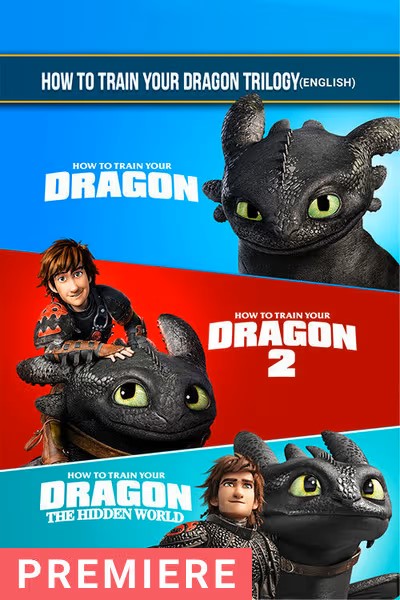 HOW TO TRAIN YOUR DRAGON TRILOGY(ENGLISH)
HOW TO TRAIN YOUR
DRAGON
HOW TO TRAIN YOUR
DRAGON
2
HOW TO TRAIN YOUR
DRAGON
THE HIDDEN WORLD
PREMIERE